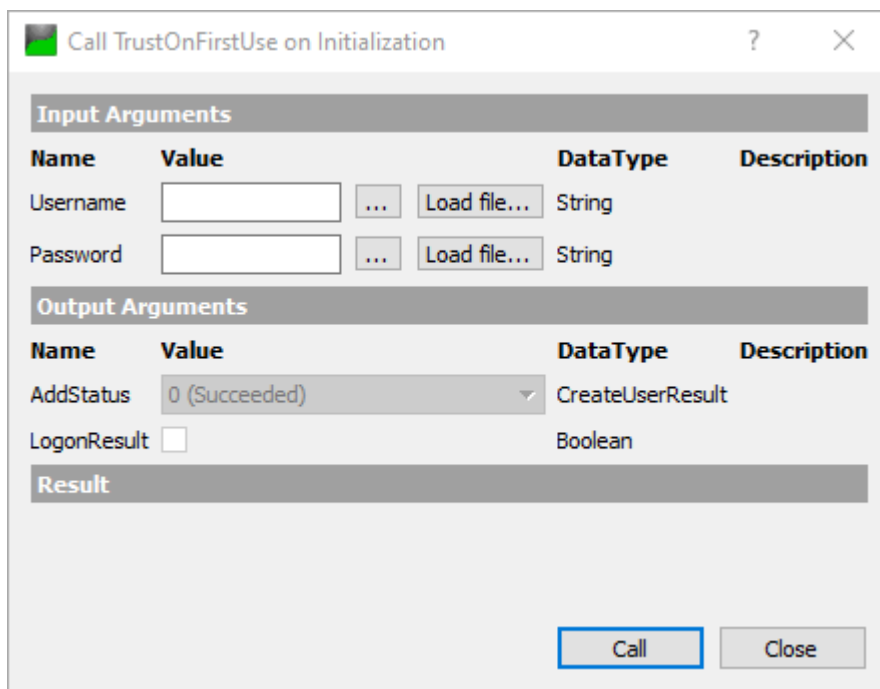 Call TrustOnFirstUse on Initialization ?
Input Arguments
Name Value DataType Description
Username ... Load file... String
Password ... Load file... String
Output Arguments
Name Value DataType Description
AddStatus 0 (Succeeded) CreateUserResult
LogonResult Boolean
Result
Call Close